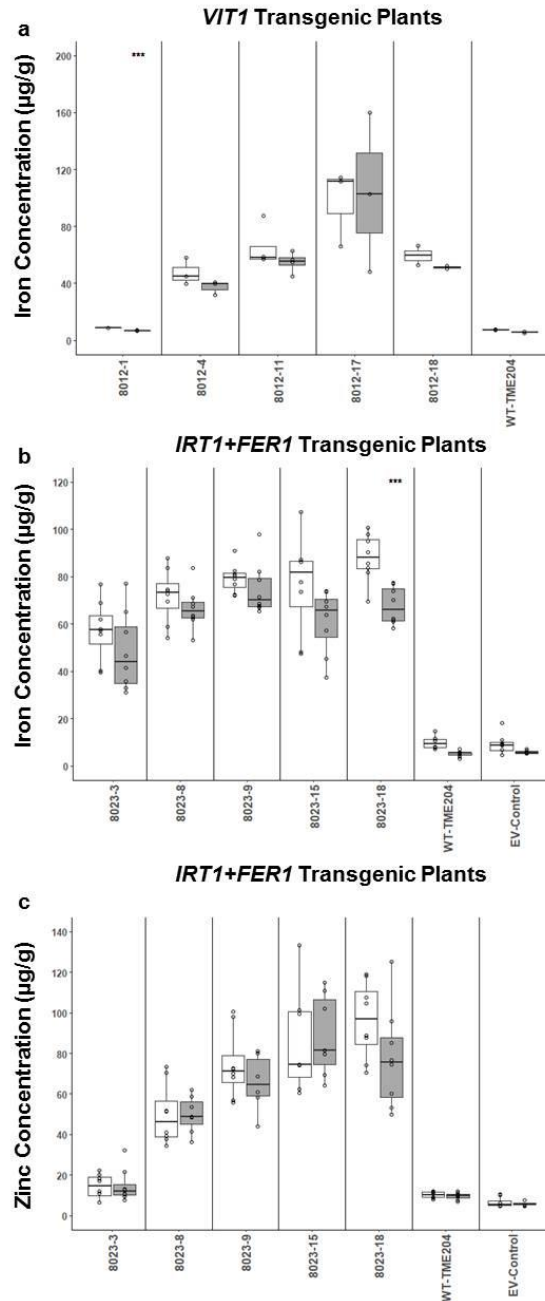 a
VIT1 Transgenic Plants
Iron Concentration (µg/g)
200
160
120
80
40
0
***
8012-1
8012-4
8012-11
8012-17
8012-18
WT-TME204
b
IRT1+FER1 Transgenic Plants
Iron Concentration (µg/g)
120
100
80
60
40
20
0
***
8023-3
8023-8
8023-9
8023-15
8023-18
WT-TME204
EV-Control
IRT1+FER1 Transgenic Plants
c
Zinc Concentration (µg/g)
140
120
100
80
60
40
20
0
8023-3
8023-8
8023-9
8023-15
8023-18
WT-TME204
EV-Control